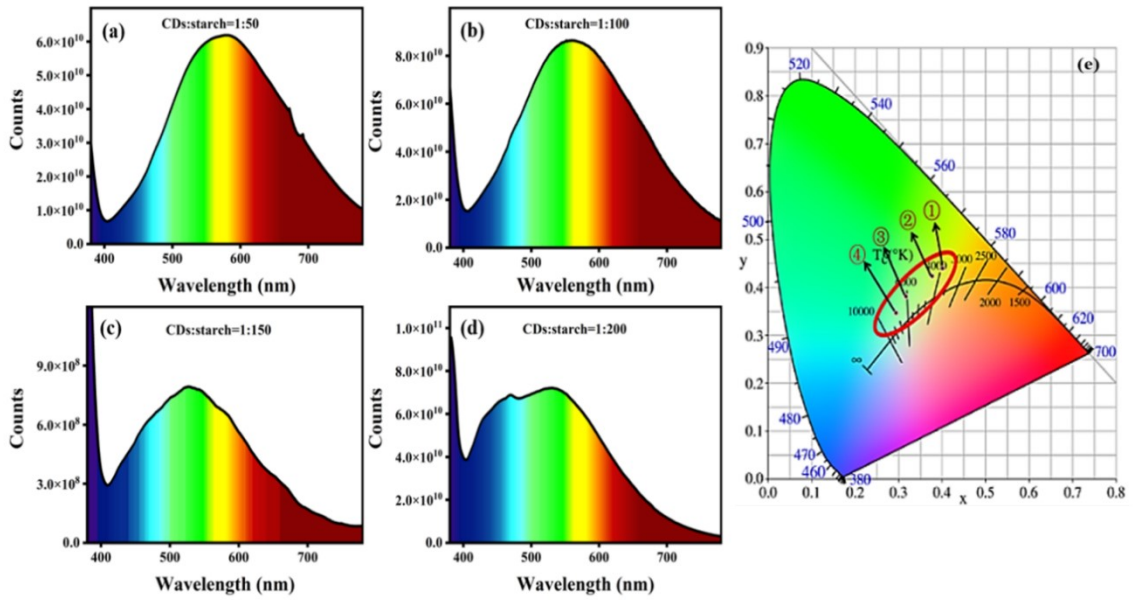 (a)
CDs:starch=1:50
6.0×10¹⁰
5.0×10¹⁰
4.0×10¹⁰
3.0×10¹⁰
2.0×10¹⁰
1.0×10¹⁰
0.0
Counts
400 500 600 700
Wavelength (nm)
(b)
CDs:starch=1:100
8.0×10¹⁰
6.0×10¹⁰
4.0×10¹⁰
2.0×10¹⁰
0.0
Counts
400 500 600 700
Wavelength (nm)
(c)
CDs:starch=1:150
9.0×10⁸
6.0×10⁸
3.0×10⁸
0.0
Counts
400 500 600 700
Wavelength (nm)
(d)
CDs:starch=1:200
1.0×10¹¹
8.0×10¹⁰
6.0×10¹⁰
4.0×10¹⁰
2.0×10¹⁰
0.0
Counts
400 500 600 700
Wavelength (nm)
(e)
0.9
0.8
0.7
0.6
0.5
y
0.4
0.3
0.2
0.1
0.0
0.0 0.1 0.2 0.3 0.4 0.5 0.6 0.7 0.8
x
520
540
560
500
580
600
620
490
700
480
470
460
380
①
②
③
④
2500
10000
2000 1500
∞